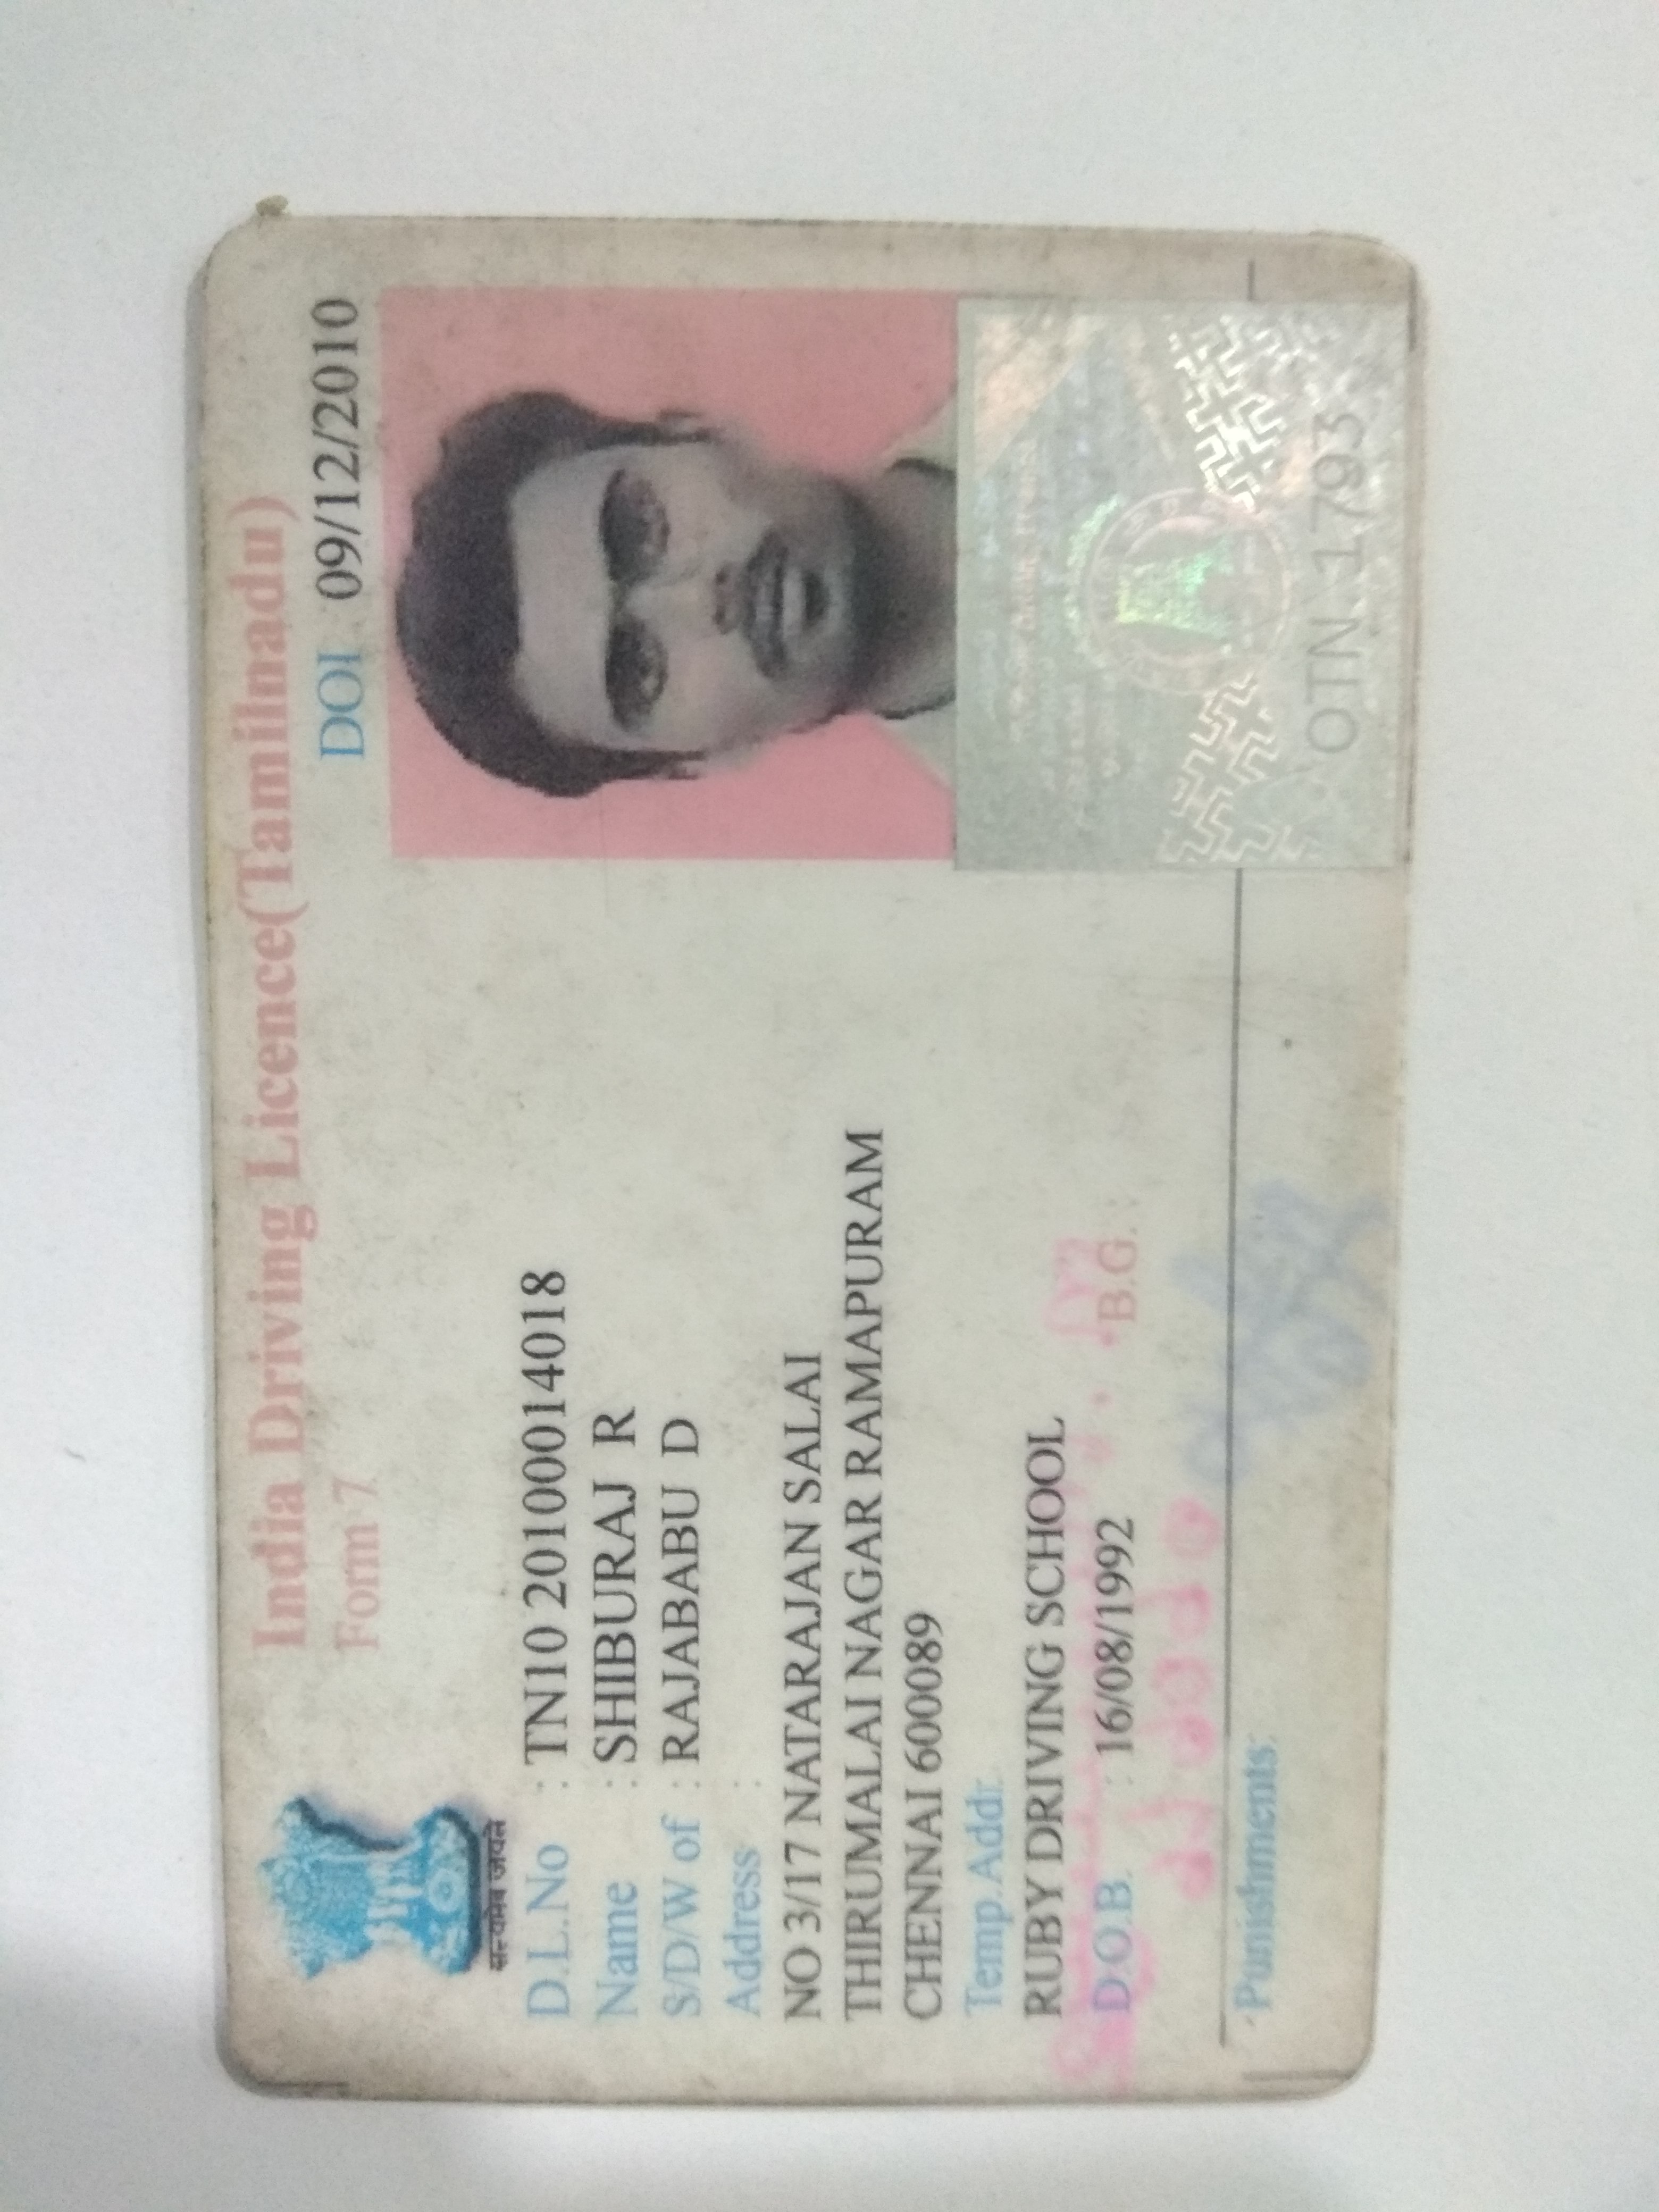 India Driving Licence(Tamilnadu)
Form 7
DOI 09/12/2010
सत्यमेव जयते
D.L.No : TN10 20100014018
Name : SHIBURAJ R
S/D/W of : RAJABABU D
Address :
NO 3/17 NATARAJAN SALAI
THIRUMALAI NAGAR RAMAPURAM
CHENNAI 600089
Temp.Addr.
RUBY DRIVING SCHOOL
D.O.B. : 16/08/1992 B.G. :
Punishments:
OTN 1793